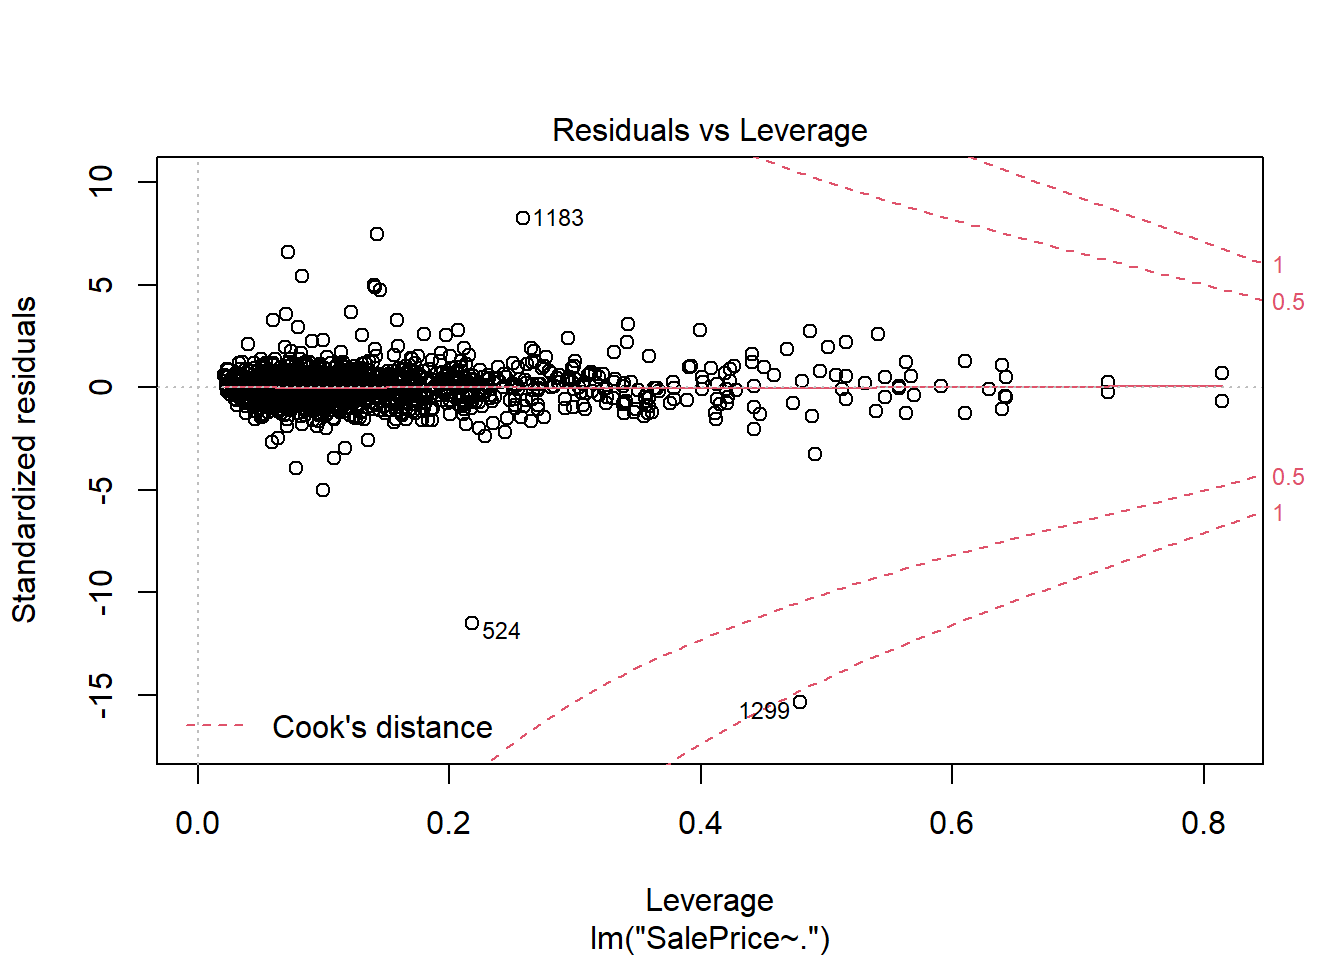 Residuals vs Leverage
Standardized residuals
10
5
0
-5
-10
-15
1183
524
1299
1
0.5
0.5
1
Cook's distance
0.0 0.2 0.4 0.6 0.8
Leverage
lm("SalePrice~.")